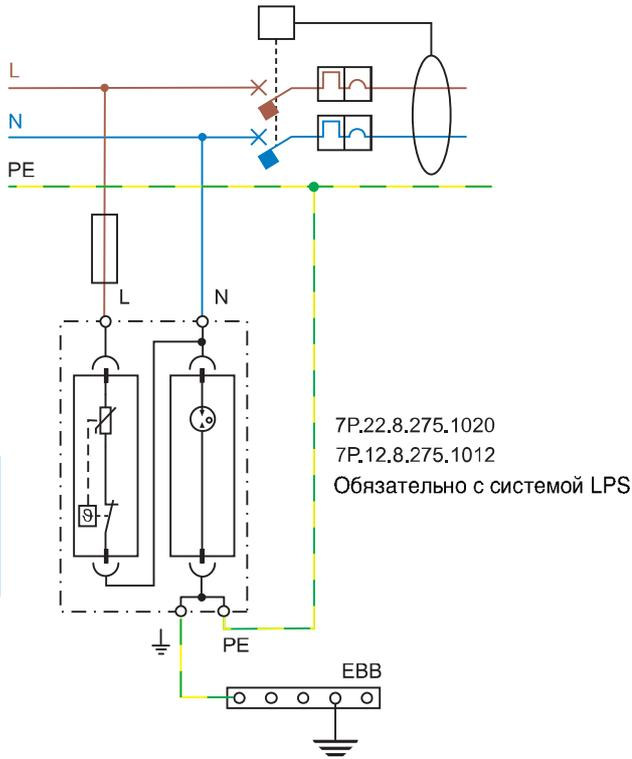 L
N
PE
L N
7P.22.8.275.1020
7P.12.8.275.1012
Обязательно с системой LPS
ϑ
PE
EBB